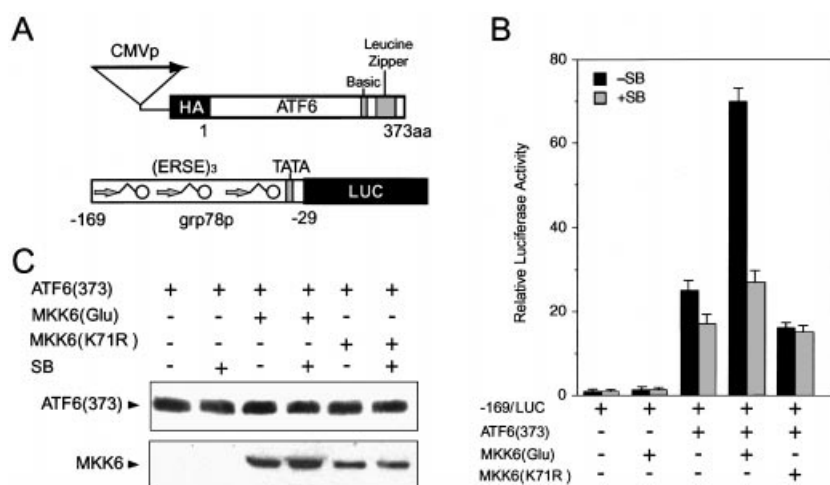 A
CMVp
Leucine
Zipper
Basic
HA
ATF6
1
373aa
(ERSE)₃
TATA
LUC
-169
grp78p
-29
B
80
60
40
20
0
Relative Luciferase Activity
–SB
+SB
-169/LUC + + + + +
ATF6(373) - - + + +
MKK6(Glu) - + - + -
MKK6(K71R) - - - - +
C
ATF6(373) + + + + + +
MKK6(Glu) - - + + - -
MKK6(K71R) - - - - + +
SB - + - + - +
ATF6(373)
MKK6